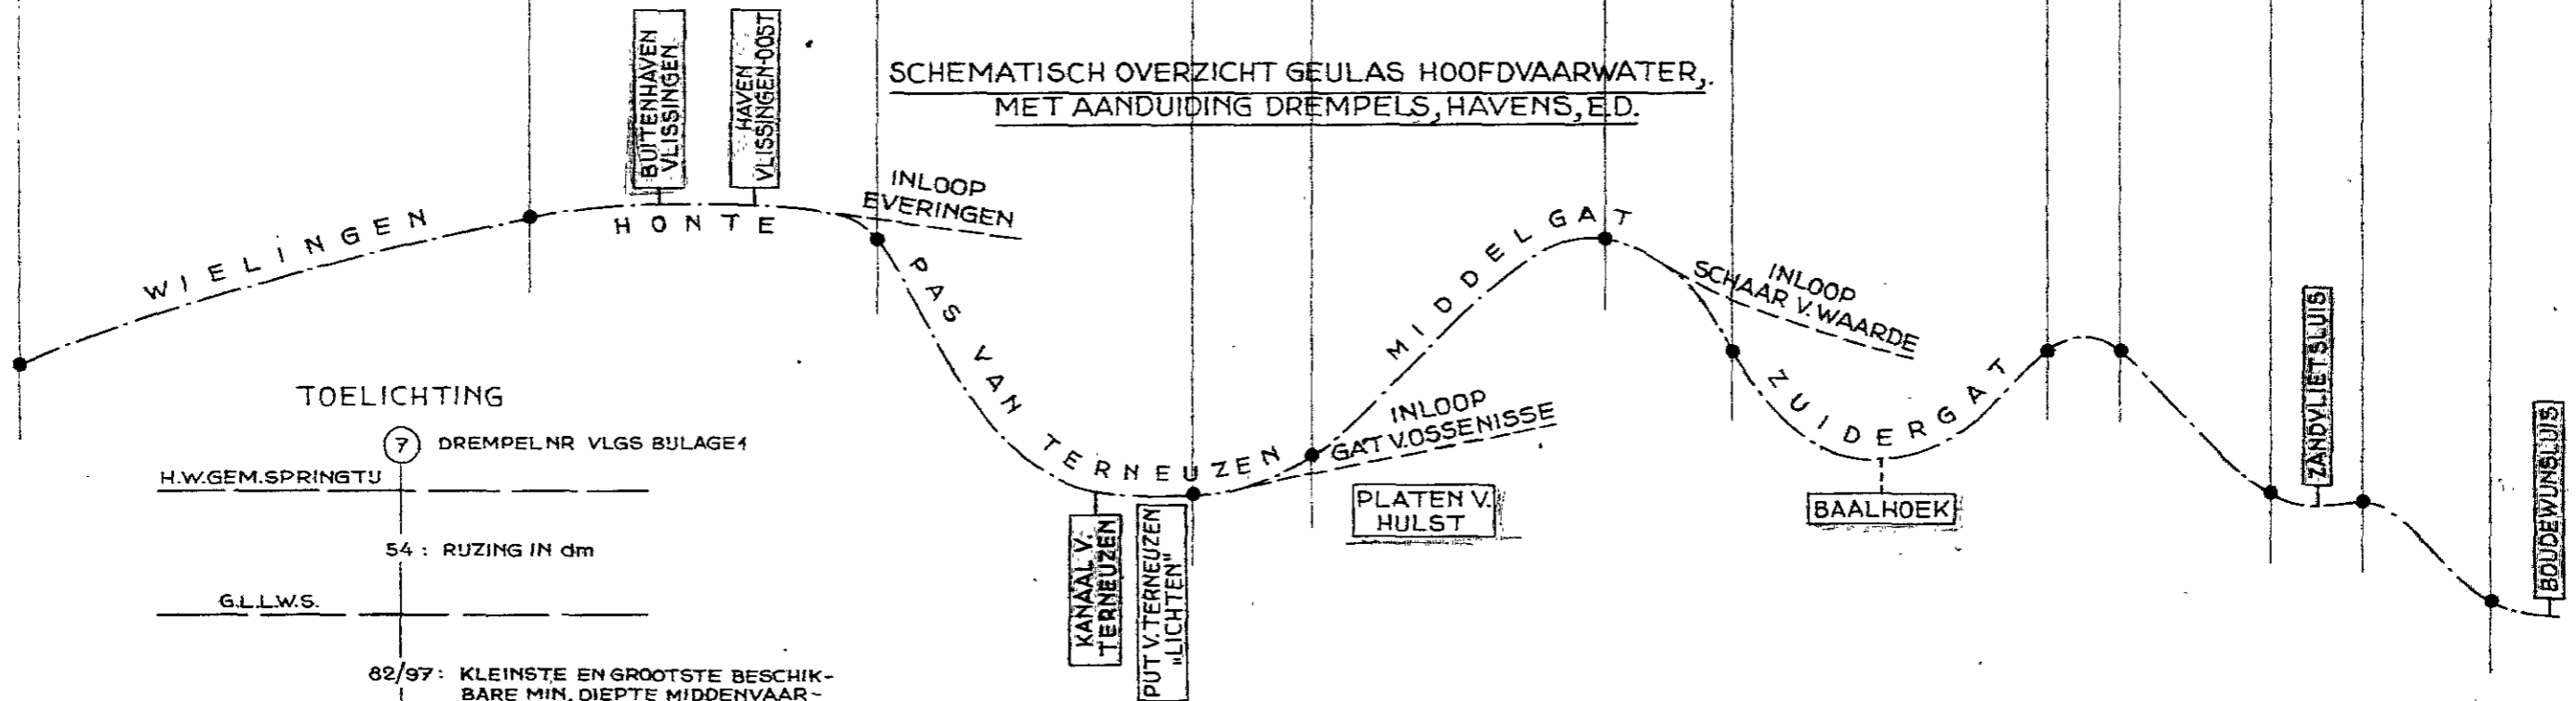 BUITENHAVEN
VLISSINGEN
HAVEN
VLISSINGEN-OOST
SCHEMATISCH OVERZICHT GEULAS HOOFDVAARWATER,
MET AANDUIDING DREMPELS, HAVENS, E.D.
WIELINGEN
HONTE
INLOOP
EVERINGEN
PAS VAN TERNEUZEN
MIDDELGAT
INLOOP
SCHAAR V. WAARDE
INLOOP
GAT V.OSSENISSE
ZUIDERGAT
ZANDVLIETSLUIS
BOUDEWIJNSLUIS
PLATEN V.
HULST
BAALHOEK
KANAAL V.
TERNEUZEN
PUT V. TERNEUZEN
"LICHTEN"
TOELICHTING
7 DREMPEL NR VLGS BIJLAGE 1
H.W.GEM.SPRINGTIJ
54 : RIJZING IN dm
G.L.L.W.S.
82/97: KLEINSTE EN GROOTSTE BESCHIK-
BARE MIN. DIEPTE MIDDENVAAR-